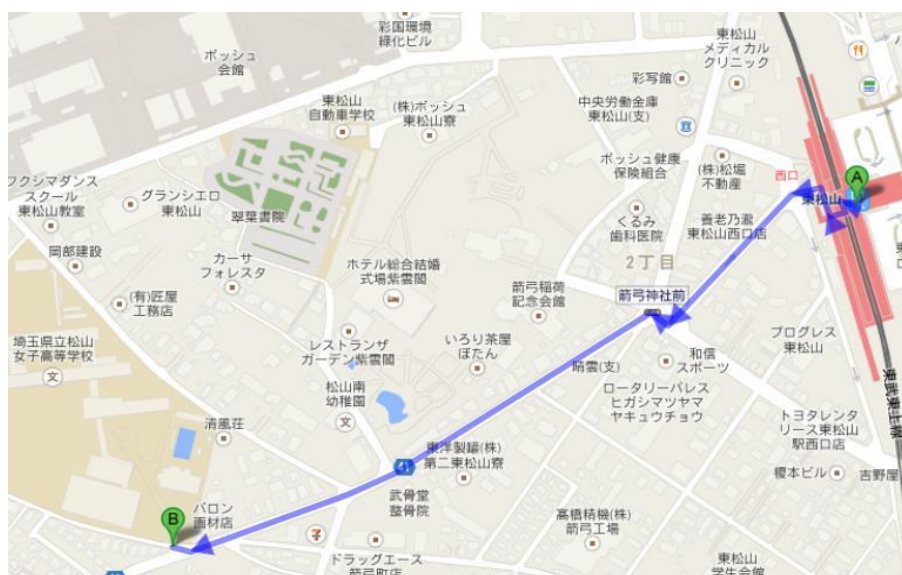 彩国環境
緑化ビル
ボッシュ
会館
東松山
メディカル
クリニック
彩写館
東松山
自動車学校
(株)ボッシュ
東松山寮
中央労働金庫
東松山(支)
ボッシュ健康
保険組合
(株)松堀
不動産
西口
A
東松山
フクシマダンス
スクール
東松山教室
グランシエロ
東松山
翠葉書院
くるみ
歯科医院
養老乃瀧
東松山西口店
2丁目
岡部建設
カーサ
フォレスタ
ホテル総合結婚
式場紫雲閣
箭弓稲荷
記念会館
箭弓神社前
(有)匠屋
工務店
プログレス
東松山
埼玉県立松山
女子高等学校
文
レストランザ
ガーデン紫雲閣
いろり茶屋
ぼたん
和信
スポーツ
晴雲(支)
東武東上線
松山南
幼稚園
文
ロータリーパレス
ヒガシマツヤマ
ヤキュウチョウ
清風荘
トヨタレンタ
リース東松山
駅西口店
東洋製罐(株)
第二東松山寮
榎本ビル
吉野屋
武骨堂
整骨院
バロン
画材店
B
髙橋精機(株)
箭弓工場
ドラッグエース
箭弓町店
東松山
学生会館